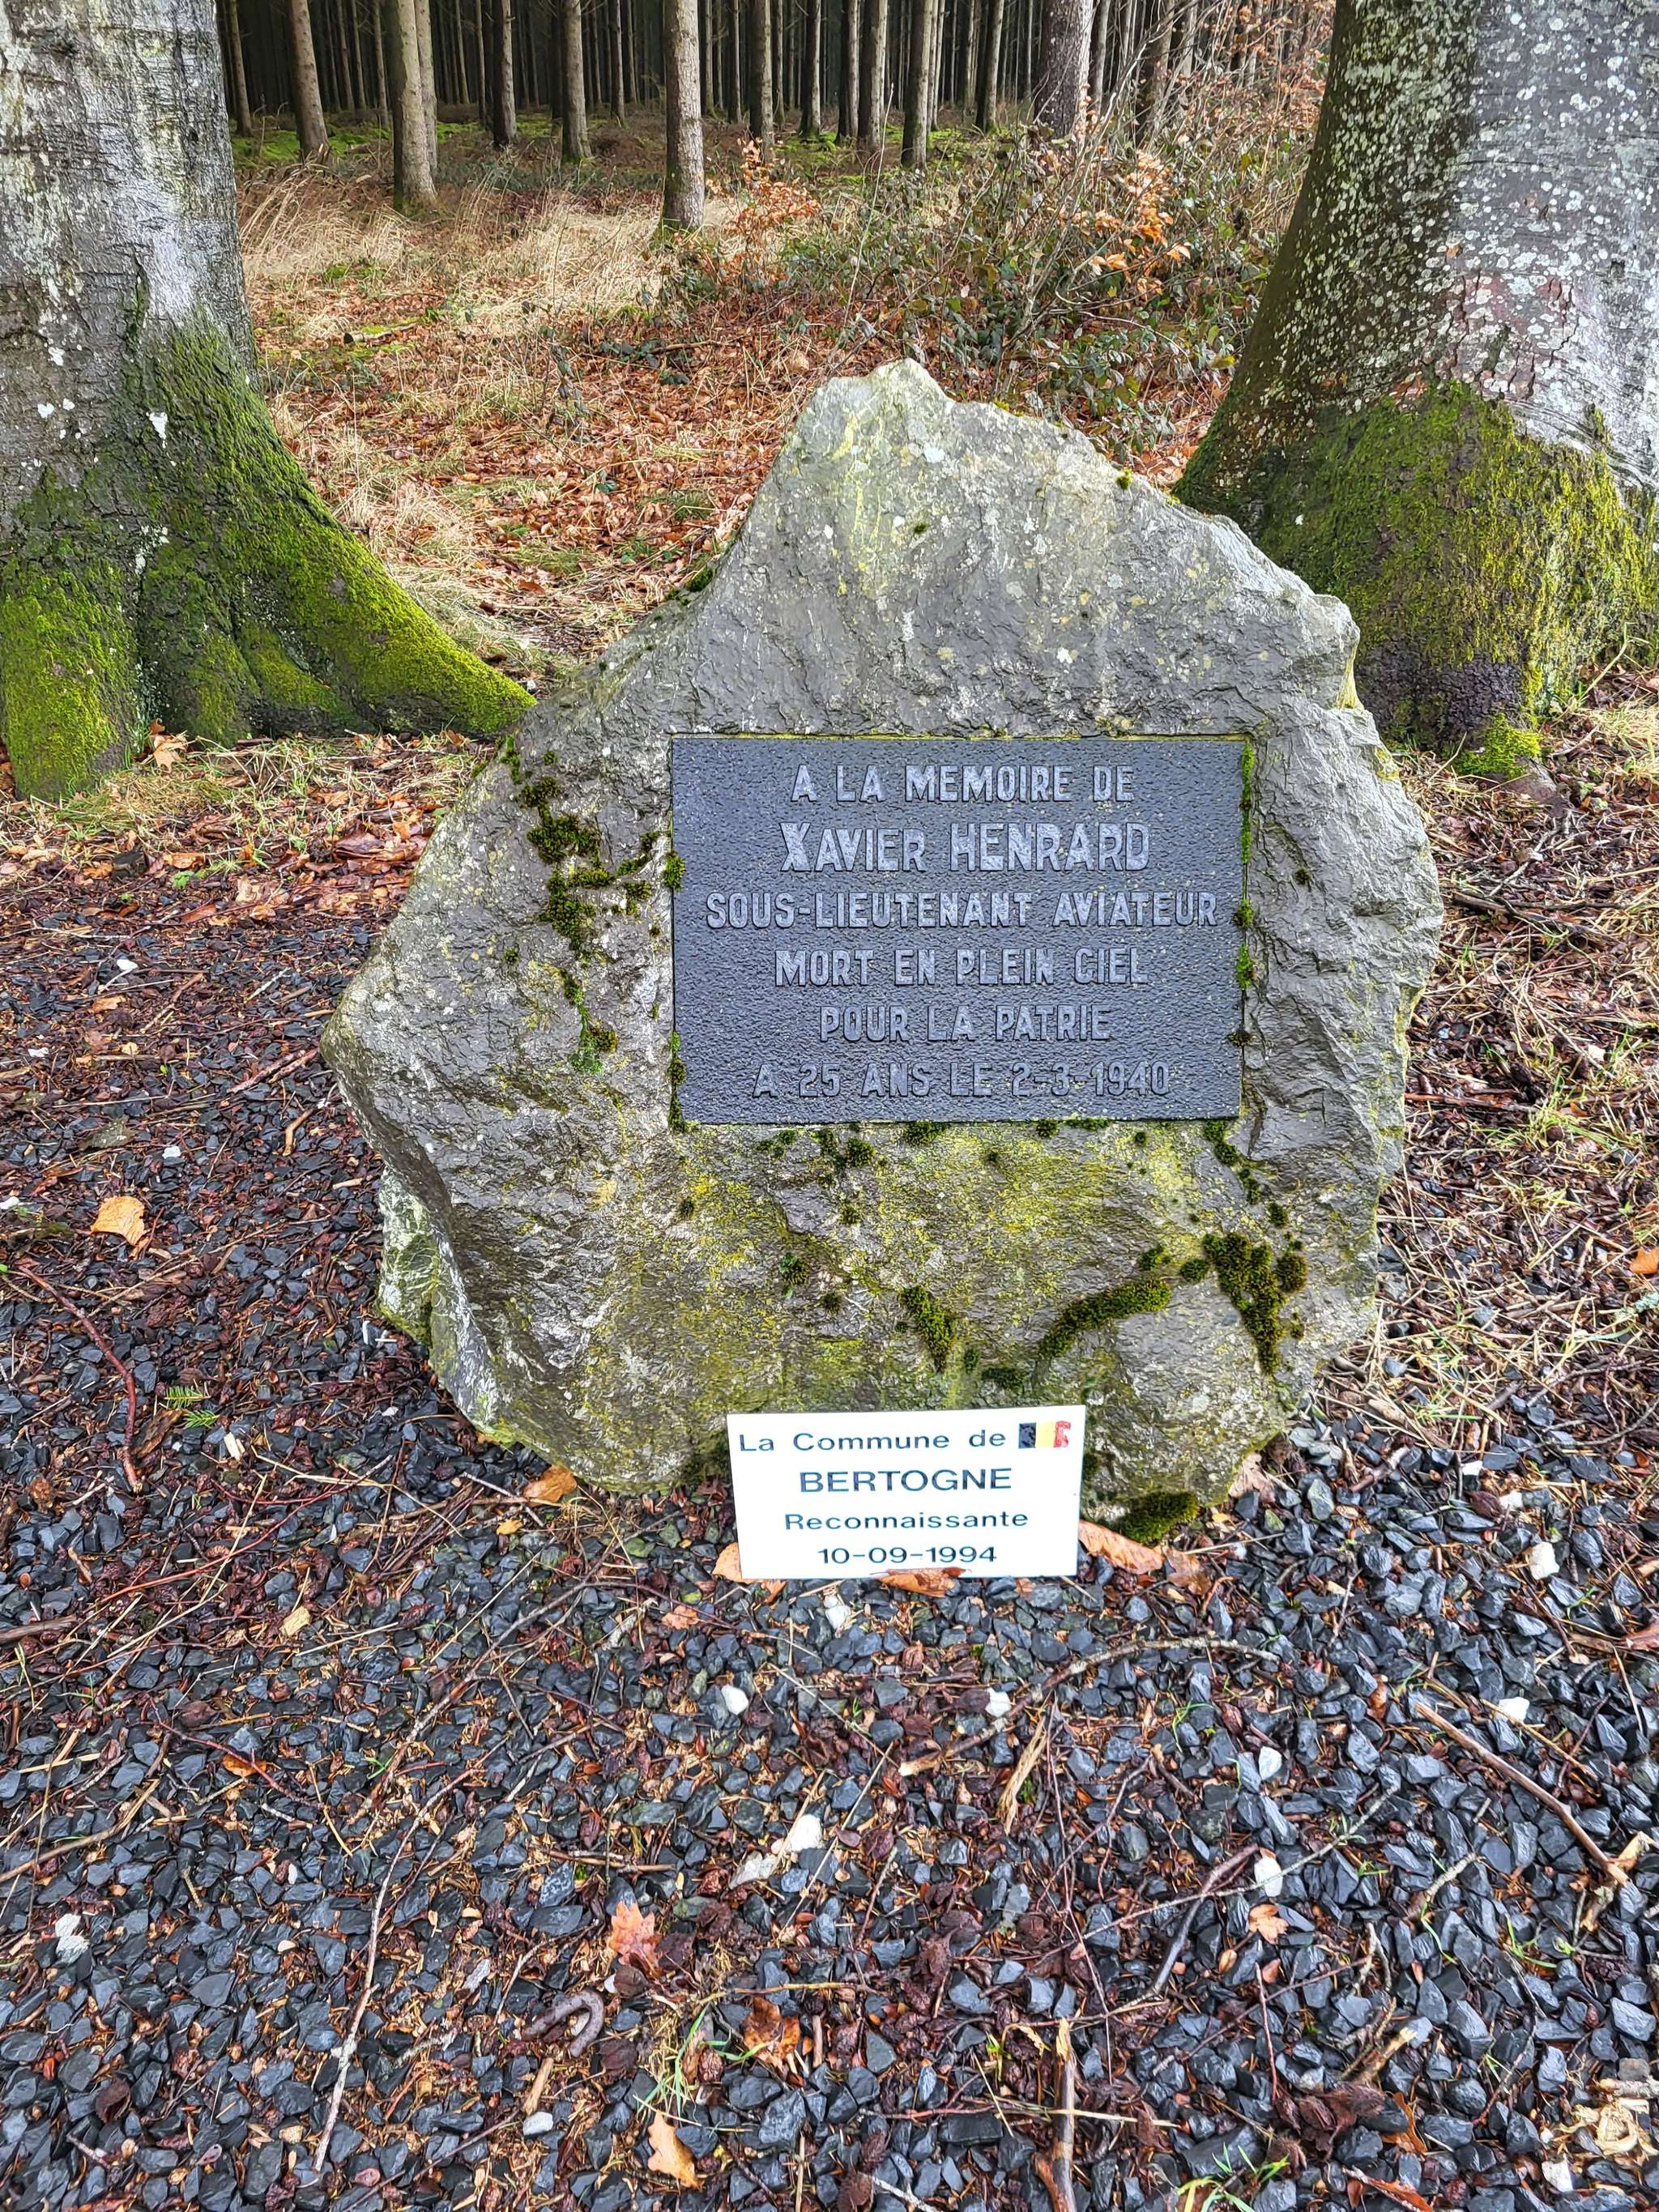 A LA MEMOIRE DE
XAVIER HENRARD
SOUS-LIEUTENANT AVIATEUR
MORT EN PLEIN CIEL
POUR LA PATRIE
A 25 ANS LE 2-3-1940
La Commune de
BERTOGNE
Reconnaissante
10-09-1994